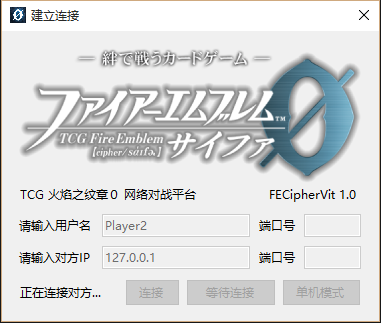 建立连接
絆で戦うカードゲーム
ファイアーエムブレム TM
TCG Fire Emblem
[cipher/sáifə.] サイファ
TCG 火焰之纹章０ 网络对战平台 FECipherVit 1.0
请输入用户名 Player2 端口号
请输入对方IP 127.0.0.1 端口号
正在连接对方... 连接 等待连接 单机模式